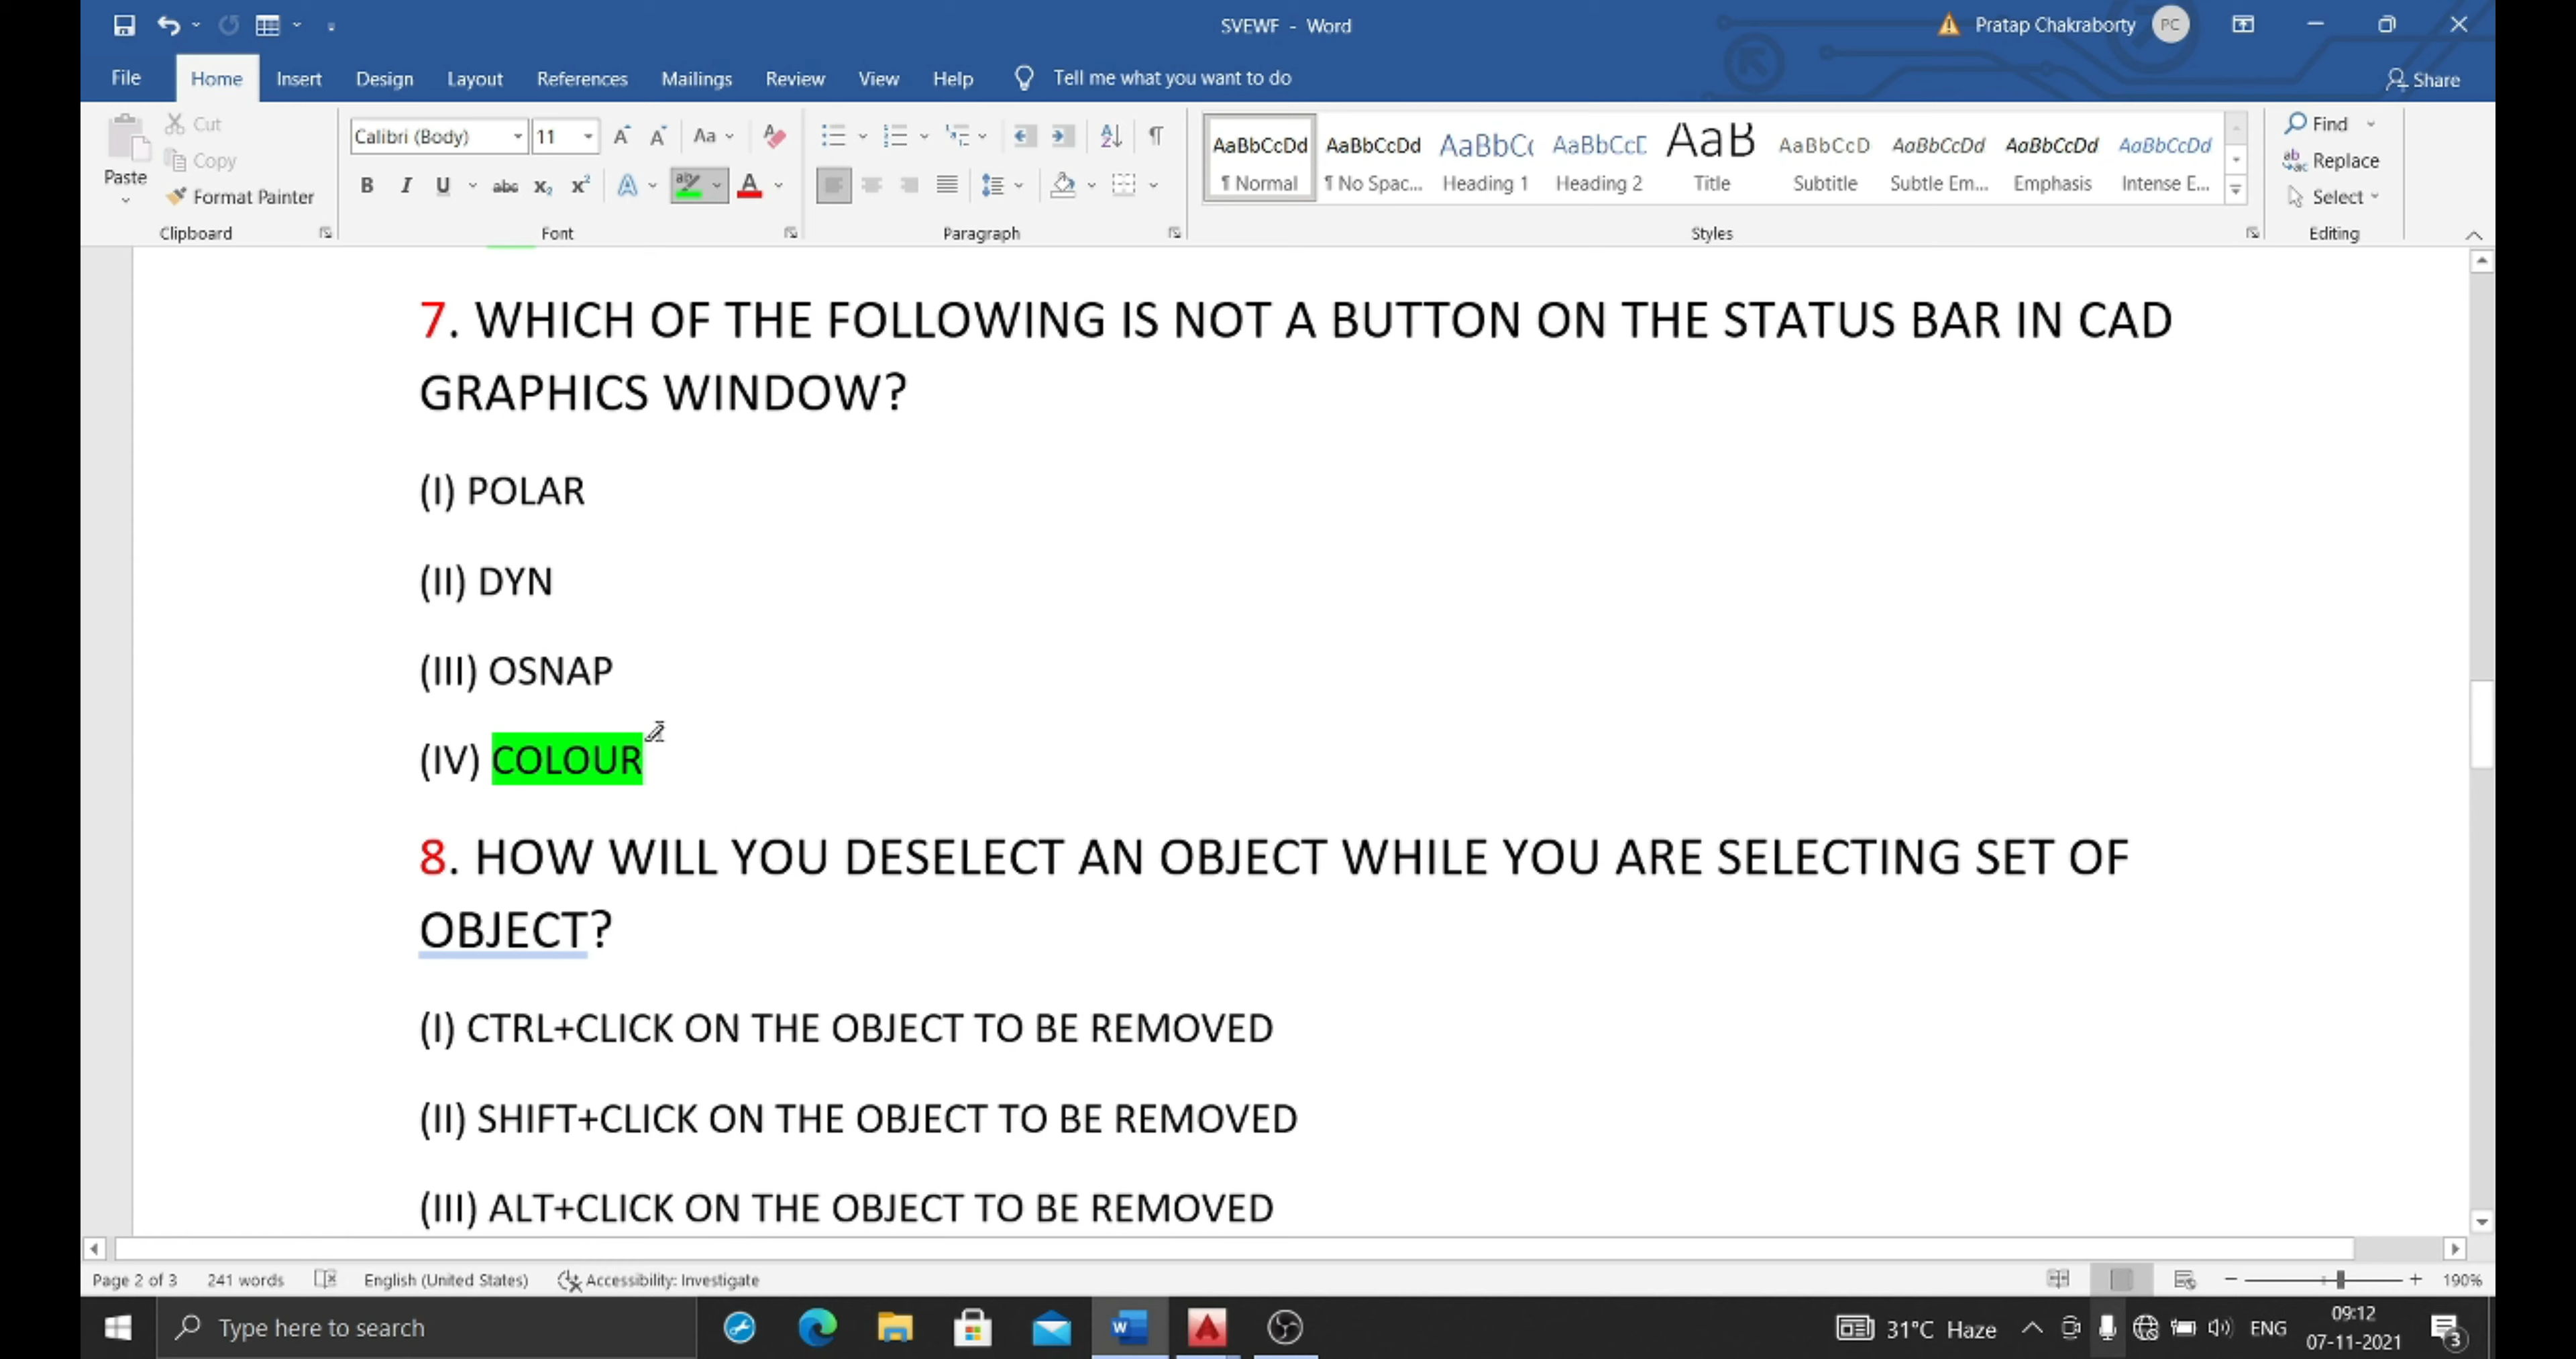 SVEWF - Word
Pratap Chakraborty PC
File Home Insert Design Layout References Mailings Review View Help Tell me what you want to do Share
Paste
Cut
Copy
Format Painter
Clipboard
Calibri (Body) 11
Font
Paragraph
AaBbCcDd AaBbCcDd AaBbCc AaBbCcD AaB AaBbCcD AaBbCcDd AaBbCcDd AaBbCcDd
¶ Normal ¶ No Spac... Heading 1 Heading 2 Title Subtitle Subtle Em... Emphasis Intense E...
Styles
Find
Replace
Select
Editing
7. WHICH OF THE FOLLOWING IS NOT A BUTTON ON THE STATUS BAR IN CAD
GRAPHICS WINDOW?
(I) POLAR
(II) DYN
(III) OSNAP
(IV) COLOUR
8. HOW WILL YOU DESELECT AN OBJECT WHILE YOU ARE SELECTING SET OF
OBJECT?
(I) CTRL+CLICK ON THE OBJECT TO BE REMOVED
(II) SHIFT+CLICK ON THE OBJECT TO BE REMOVED
(III) ALT+CLICK ON THE OBJECT TO BE REMOVED
Page 2 of 3 241 words English (United States) Accessibility: Investigate 190%
Type here to search
31°C Haze ENG
09:12
07-11-2021
3